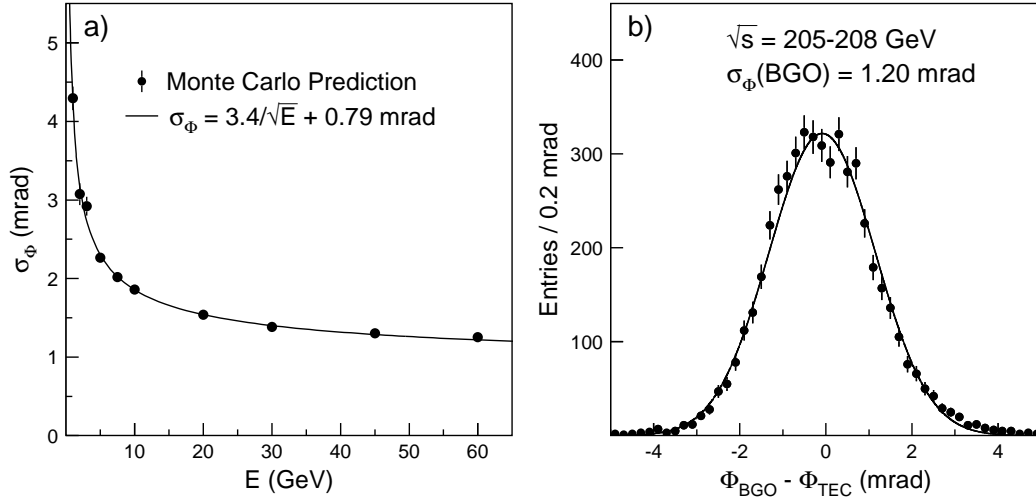 a)
Monte Carlo Prediction
σΦ = 3.4/√E + 0.79 mrad
σΦ (mrad)
5
4
3
2
1
0
10 20 30 40 50 60
E (GeV)
b)
√s = 205-208 GeV
σΦ(BGO) = 1.20 mrad
Entries / 0.2 mrad
400
300
200
100
-4 -2 0 2 4
ΦBGO - ΦTEC (mrad)